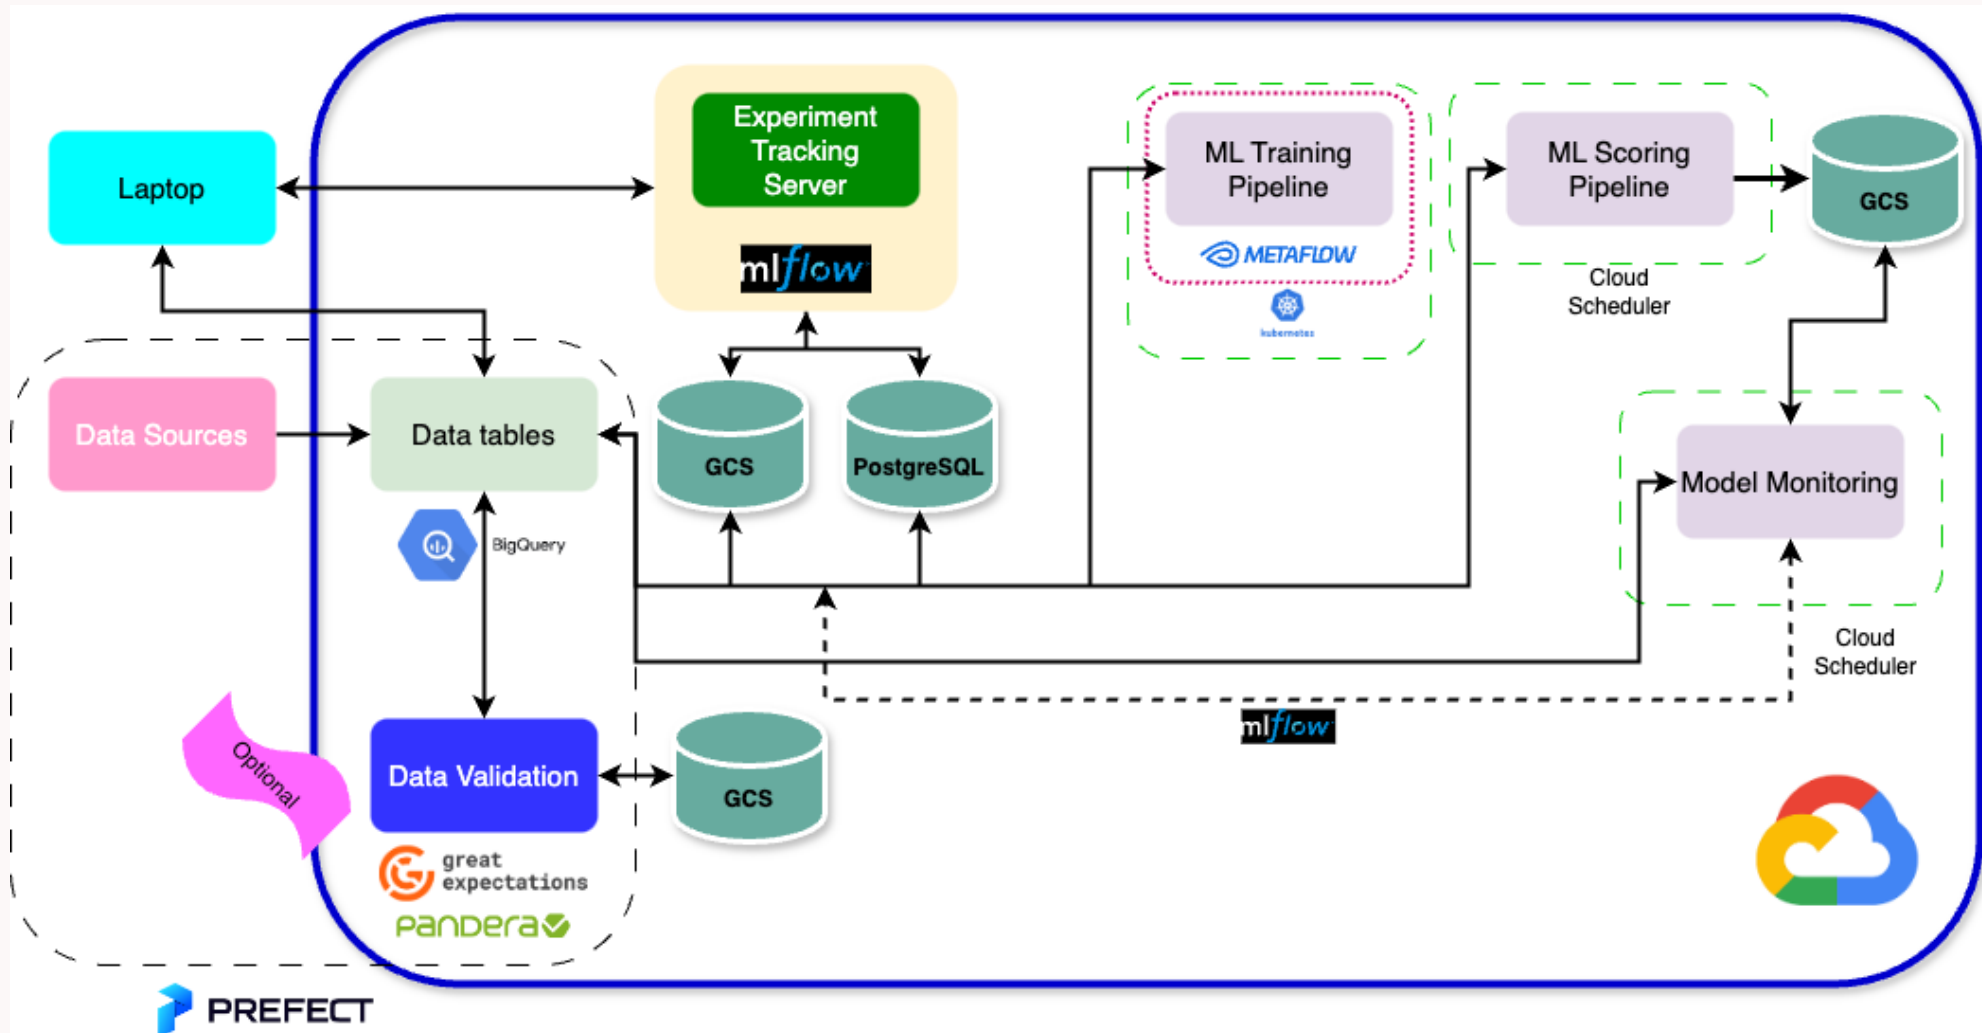 Experiment
Tracking
Server
mlflow
Laptop
ML Training
Pipeline
METAFLOW
kubernetes
ML Scoring
Pipeline
GCS
Cloud
Scheduler
Data Sources
Data tables
BigQuery
GCS
PostgreSQL
Model Monitoring
Cloud
Scheduler
mlflow
Optional
Data Validation
GCS
great
expectations
PANDERA
PREFECT